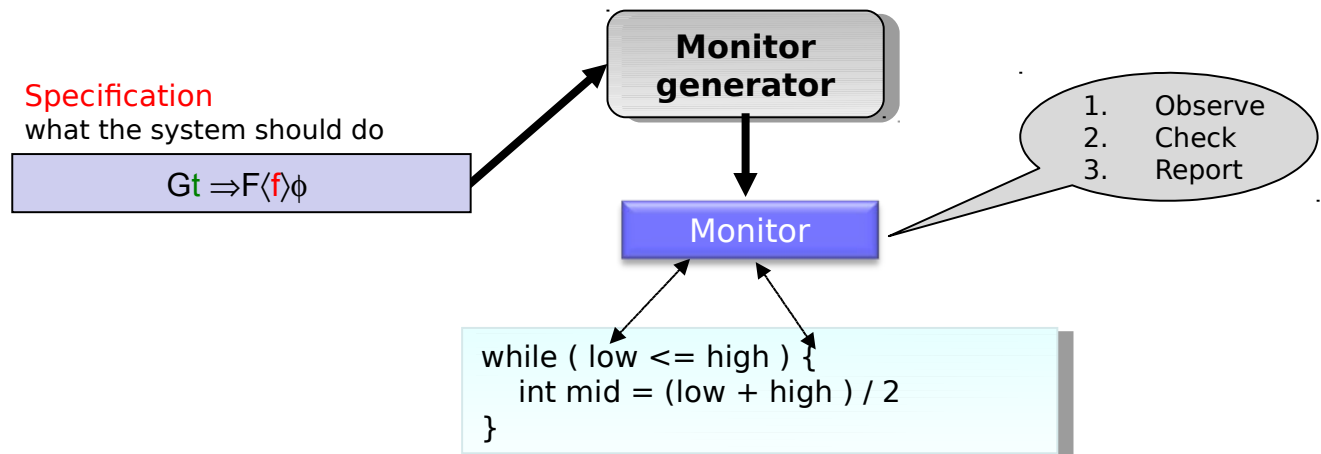 Monitor
generator
Specification
what the system should do
Gt ⇒F⟨f⟩ϕ
1. Observe
2. Check
3. Report
Monitor
while ( low <= high ) {
int mid = (low + high ) / 2
}